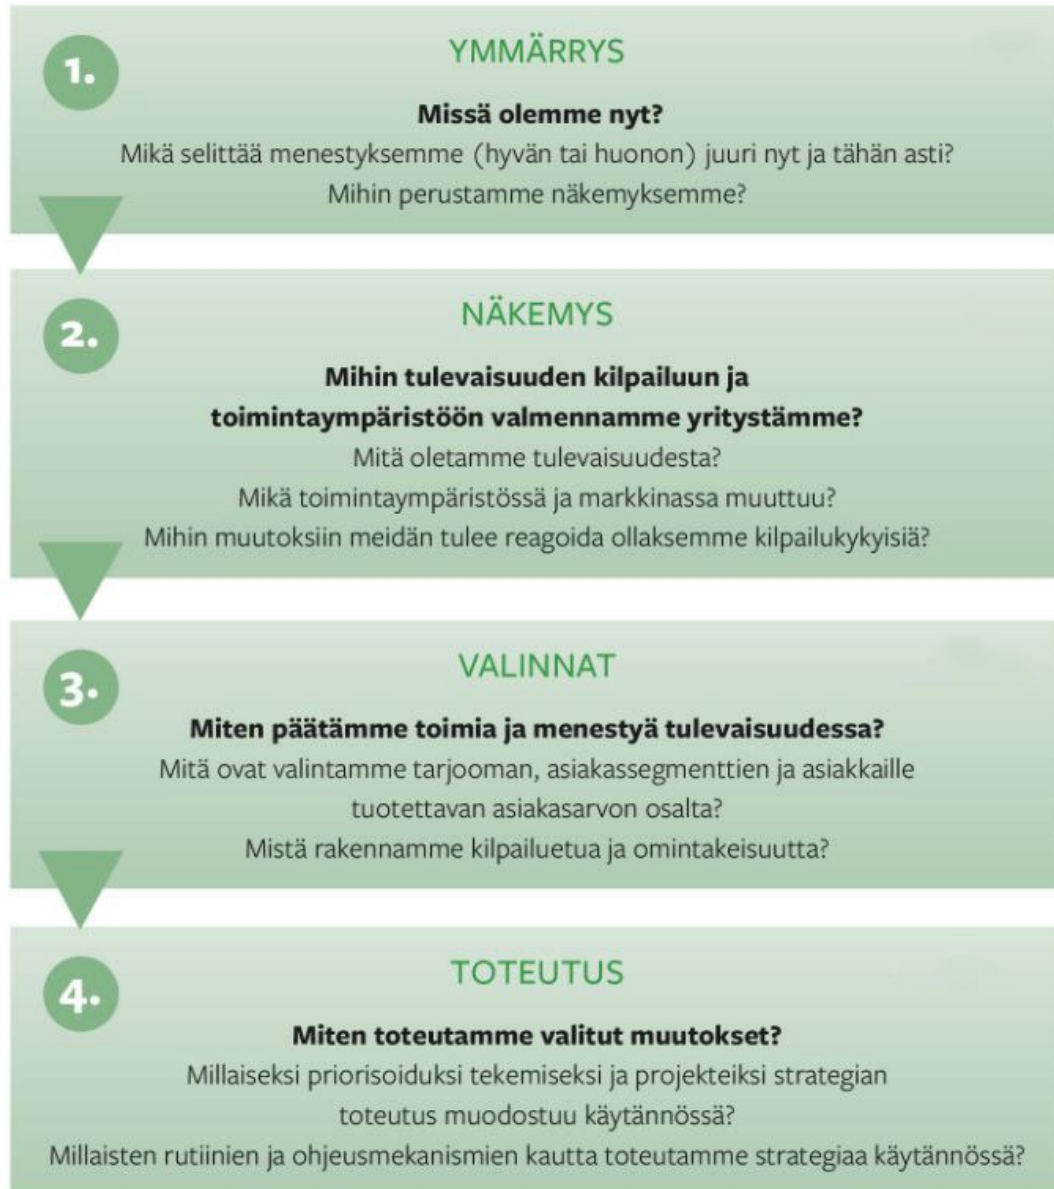 1.
YMMÄRRYS
Missä olemme nyt?
Mikä selittää menestyksemme (hyvän tai huonon) juuri nyt ja tähän asti?
Mihin perustamme näkemyksemme?
2.
NÄKEMYS
Mihin tulevaisuuden kilpailuun ja
toimintaympäristöön valmennamme yritystämme?
Mitä oletamme tulevaisuudesta?
Mikä toimintaympäristössä ja markkinassa muuttuu?
Mihin muutoksiin meidän tulee reagoida ollaksemme kilpailukykyisiä?
3.
VALINNAT
Miten päätämme toimia ja menestyä tulevaisuudessa?
Mitä ovat valintamme tarjooman, asiakassegmenttien ja asiakkaille
tuotettavan asiakasarvon osalta?
Mistä rakennamme kilpailuetua ja omintakeisuutta?
4.
TOTEUTUS
Miten toteutamme valitut muutokset?
Millaiseksi priorisoiduksi tekemiseksi ja projekteiksi strategian
toteutus muodostuu käytännössä?
Millaisten rutiinien ja ohjeusmekanismien kautta toteutamme strategiaa käytännössä?